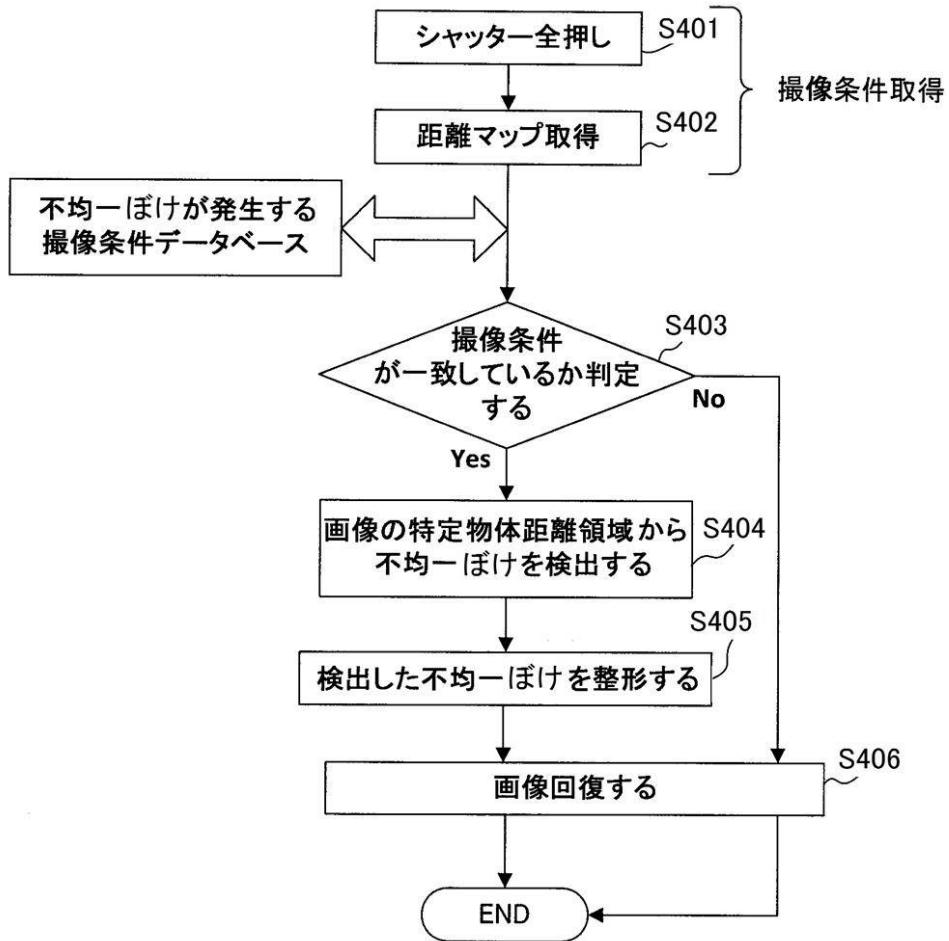 シャッター全押し
S401
撮像条件取得
距離マップ取得
S402
不均一ぼけが発生する
撮像条件データベース
撮像条件
が一致しているか判定
する
S403
No
Yes
画像の特定物体距離領域から
不均一ぼけを検出する
S404
検出した不均一ぼけを整形する
S405
画像回復する
S406
END